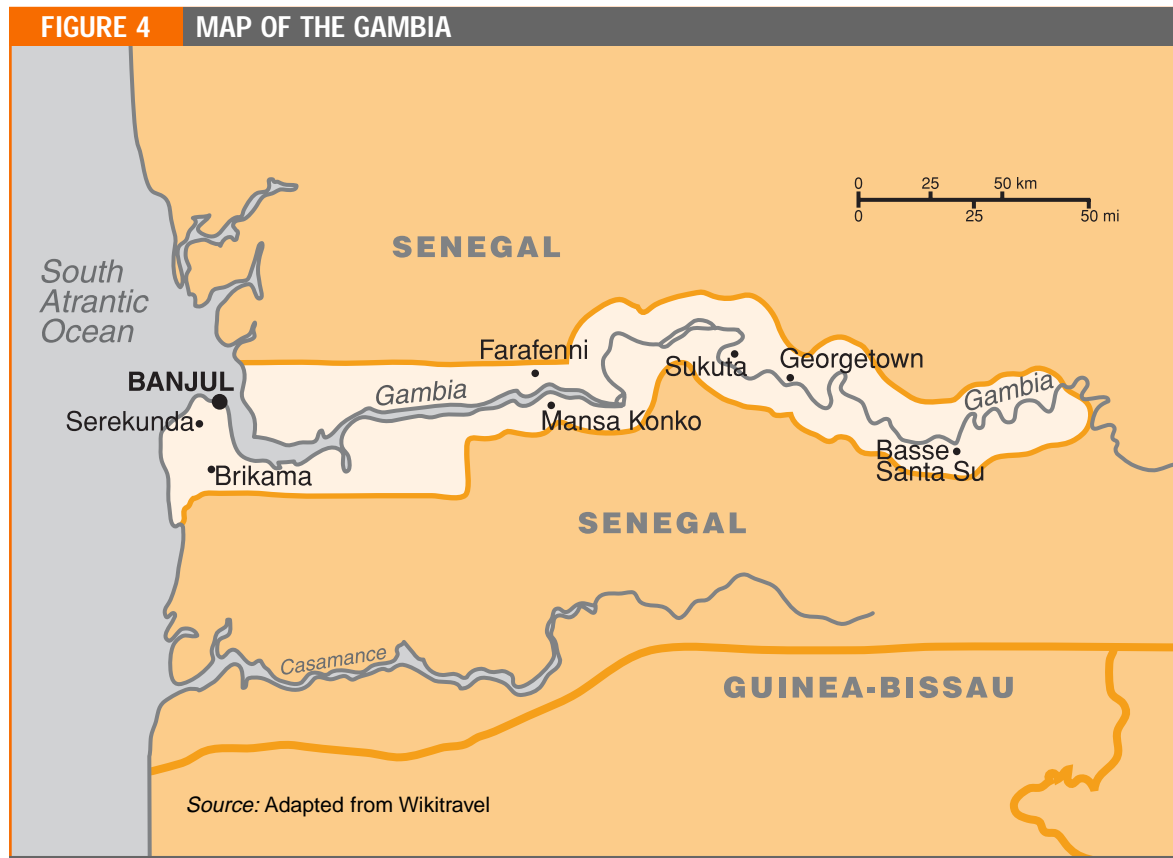 FIGURE 4 MAP OF THE GAMBIA
0 25 50 km
0 25 50 mi
SENEGAL
South
Atrantic
Ocean
Farafenni
Sukuta
Georgetown
BANJUL
Gambia
Gambia
Serekunda
Mansa Konko
Brikama
Basse
Santa Su
SENEGAL
Casamance
GUINEA-BISSAU
Source: Adapted from Wikitravel